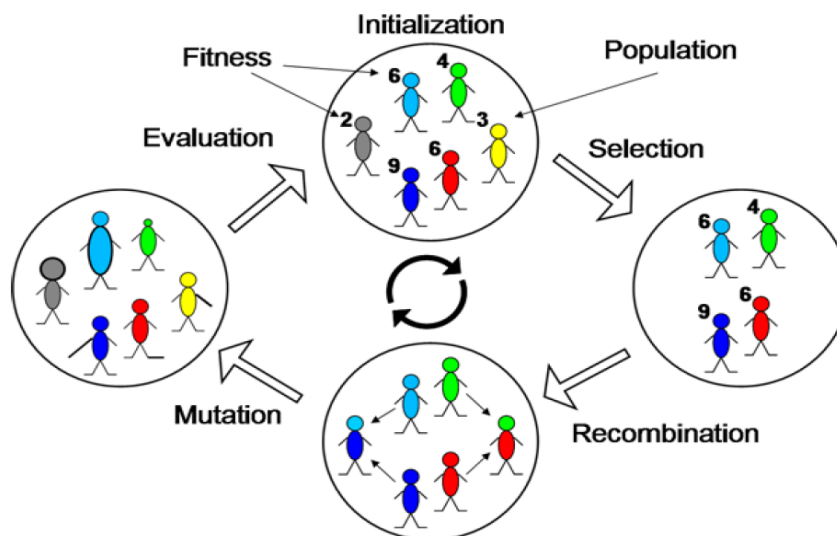 Initialization
Fitness
Population
6
4
2
3
9
6
Evaluation
Selection
6
4
9
6
Mutation
Recombination